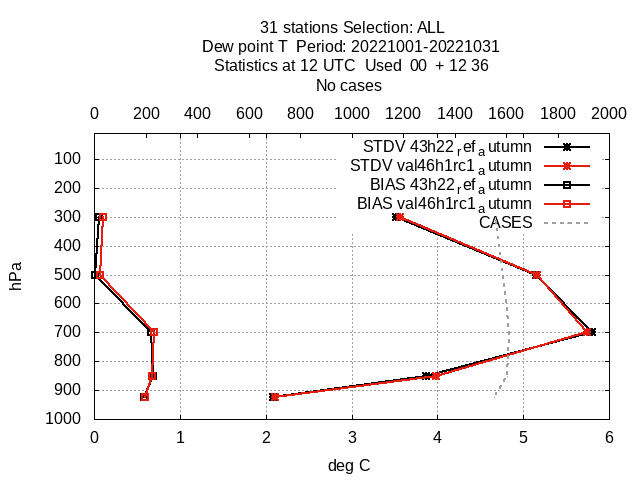 31 stations Selection: ALL
Dew point T  Period: 20221001-20221031
Statistics at 12 UTC  Used  00  + 12 36
No cases
0 200 400 600 800 1000 1200 1400 1600 1800 2000
STDV 43h22_ref_autumn
STDV val46h1rc1_autumn
BIAS 43h22_ref_autumn
BIAS val46h1rc1_autumn
CASES
100
200
300
400
500
600
700
800
900
1000
hPa
0 1 2 3 4 5 6
deg C